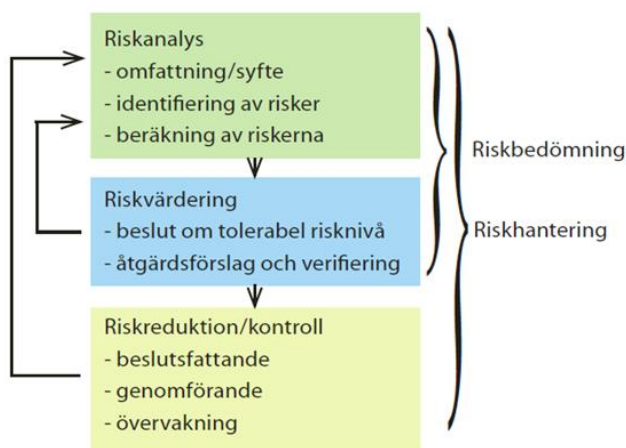 Riskanalys
- omfattning/syfte
- identifiering av risker
- beräkning av riskerna
Riskvärdering
- beslut om tolerabel risknivå
- åtgärdsförslag och verifiering
Riskreduktion/kontroll
- beslutsfattande
- genomförande
- övervakning
Riskbedömning
Riskhantering